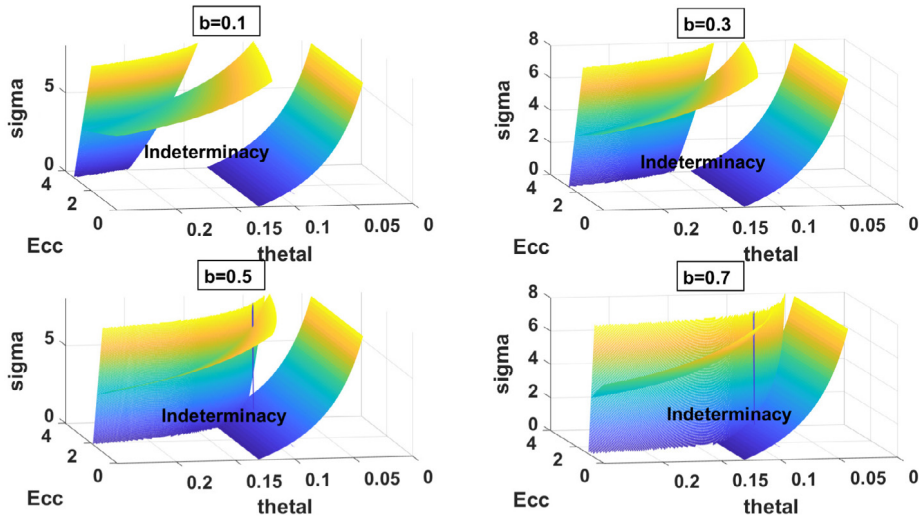 b=0.1
sigma
5
0
4
2
0
Ecc
Indeterminacy
0.2
0.15
0.1
0.05
0
thetal
b=0.3
sigma
8
6
4
2
0
4
2
0
Ecc
Indeterminacy
0.2
0.15
0.1
0.05
0
thetal
b=0.5
sigma
5
0
4
2
0
Ecc
Indeterminacy
0.2
0.15
0.1
0.05
0
thetal
b=0.7
sigma
8
6
4
2
0
4
2
0
Ecc
Indeterminacy
0.2
0.15
0.1
0.05
0
thetal